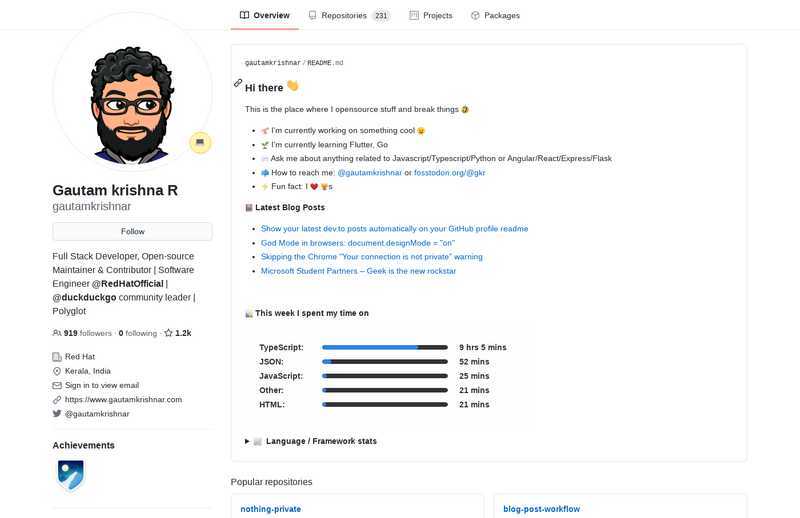 Overview Repositories 231 Projects Packages
gautamkrishnar / README.md
Hi there 👋
This is the place where I opensource stuff and break things 🤣
I'm currently working on something cool 😉
🌱 I'm currently learning Flutter, Go
💬 Ask me about anything related to Javascript/Typescript/Python or Angular/React/Express/Flask
📫 How to reach me: @gautamkrishnar or fosstodon.org/@gkr
⚡ Fun fact: I ❤️ s
Latest Blog Posts
Show your latest dev.to posts automatically on your GitHub profile readme
God Mode in browsers: document.designMode = "on"
Skipping the Chrome "Your connection is not private" warning
Microsoft Student Partners – Geek is the new rockstar
📊 This week I spent my time on
TypeScript: 9 hrs 5 mins
JSON: 52 mins
JavaScript: 25 mins
Other: 21 mins
HTML: 21 mins
Language / Framework stats
Gautam krishna R
gautamkrishnar
Follow
Full Stack Developer, Open-source
Maintainer & Contributor | Software
Engineer @RedHatOfficial |
@duckduckgo community leader |
Polyglot
919 followers · 0 following · 1.2k
Red Hat
Kerala, India
Sign in to view email
https://www.gautamkrishnar.com
@gautamkrishnar
Achievements
Popular repositories
nothing-private
blog-post-workflow